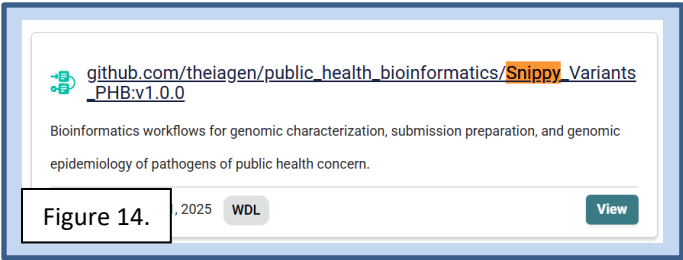 github.com/theiagen/public_health_bioinformatics/Snippy_Variants
_PHB:v1.0.0
Bioinformatics workflows for genomic characterization, submission preparation, and genomic
epidemiology of pathogens of public health concern.
Figure 14.
, 2025 WDL View